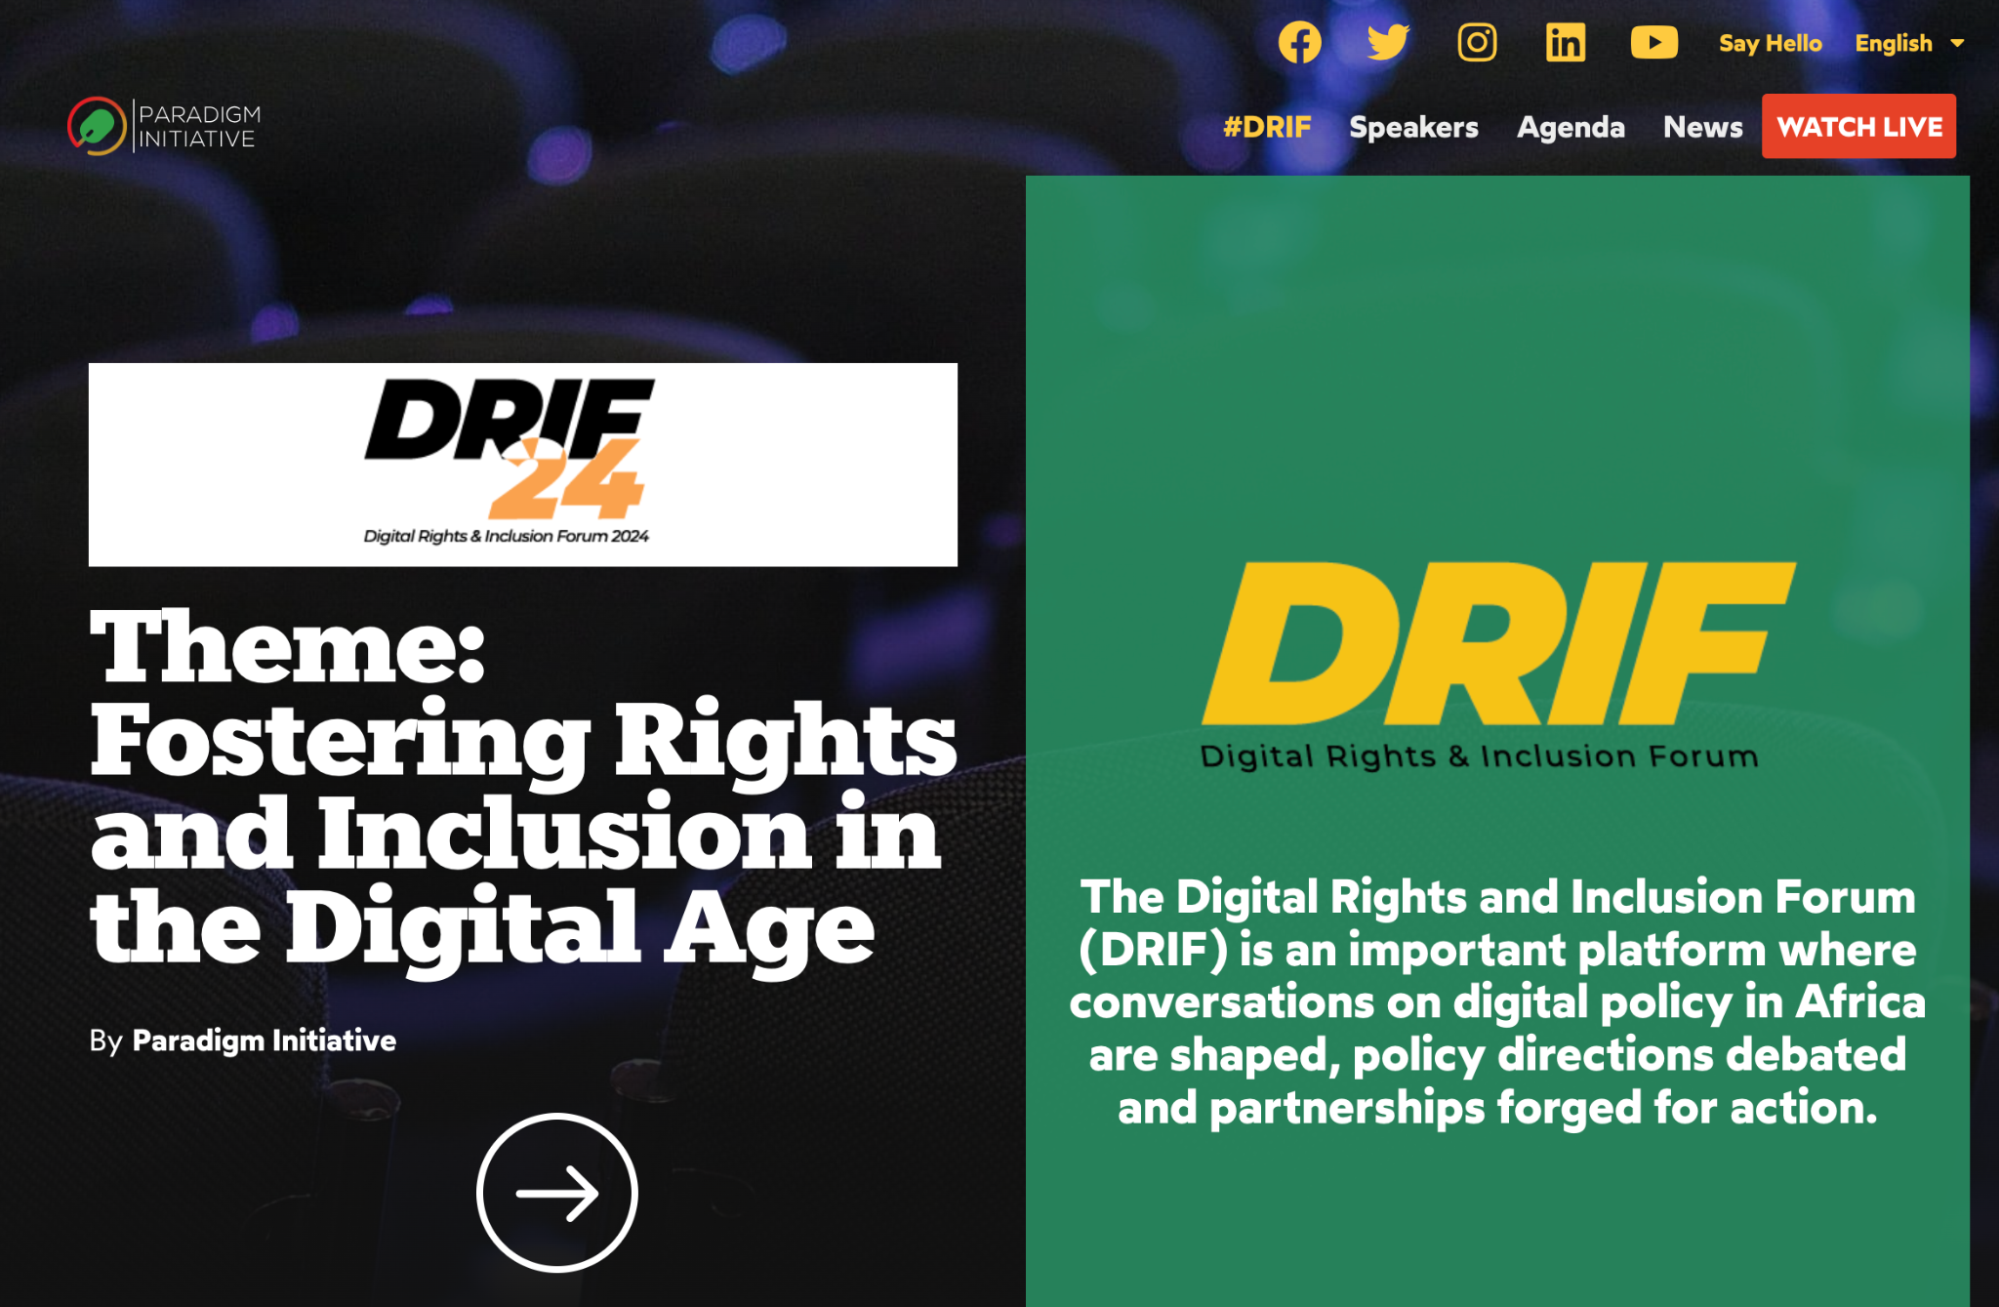 Say Hello
English
PARADIGM
INITIATIVE
#DRIF
Speakers
Agenda
News
WATCH LIVE
DRIF
24
Digital Rights & Inclusion Forum 2024
Theme:
Fostering Rights
and Inclusion in
the Digital Age
By Paradigm Initiative
DRIF
Digital Rights & Inclusion Forum
The Digital Rights and Inclusion Forum
(DRIF) is an important platform where
conversations on digital policy in Africa
are shaped, policy directions debated
and partnerships forged for action.